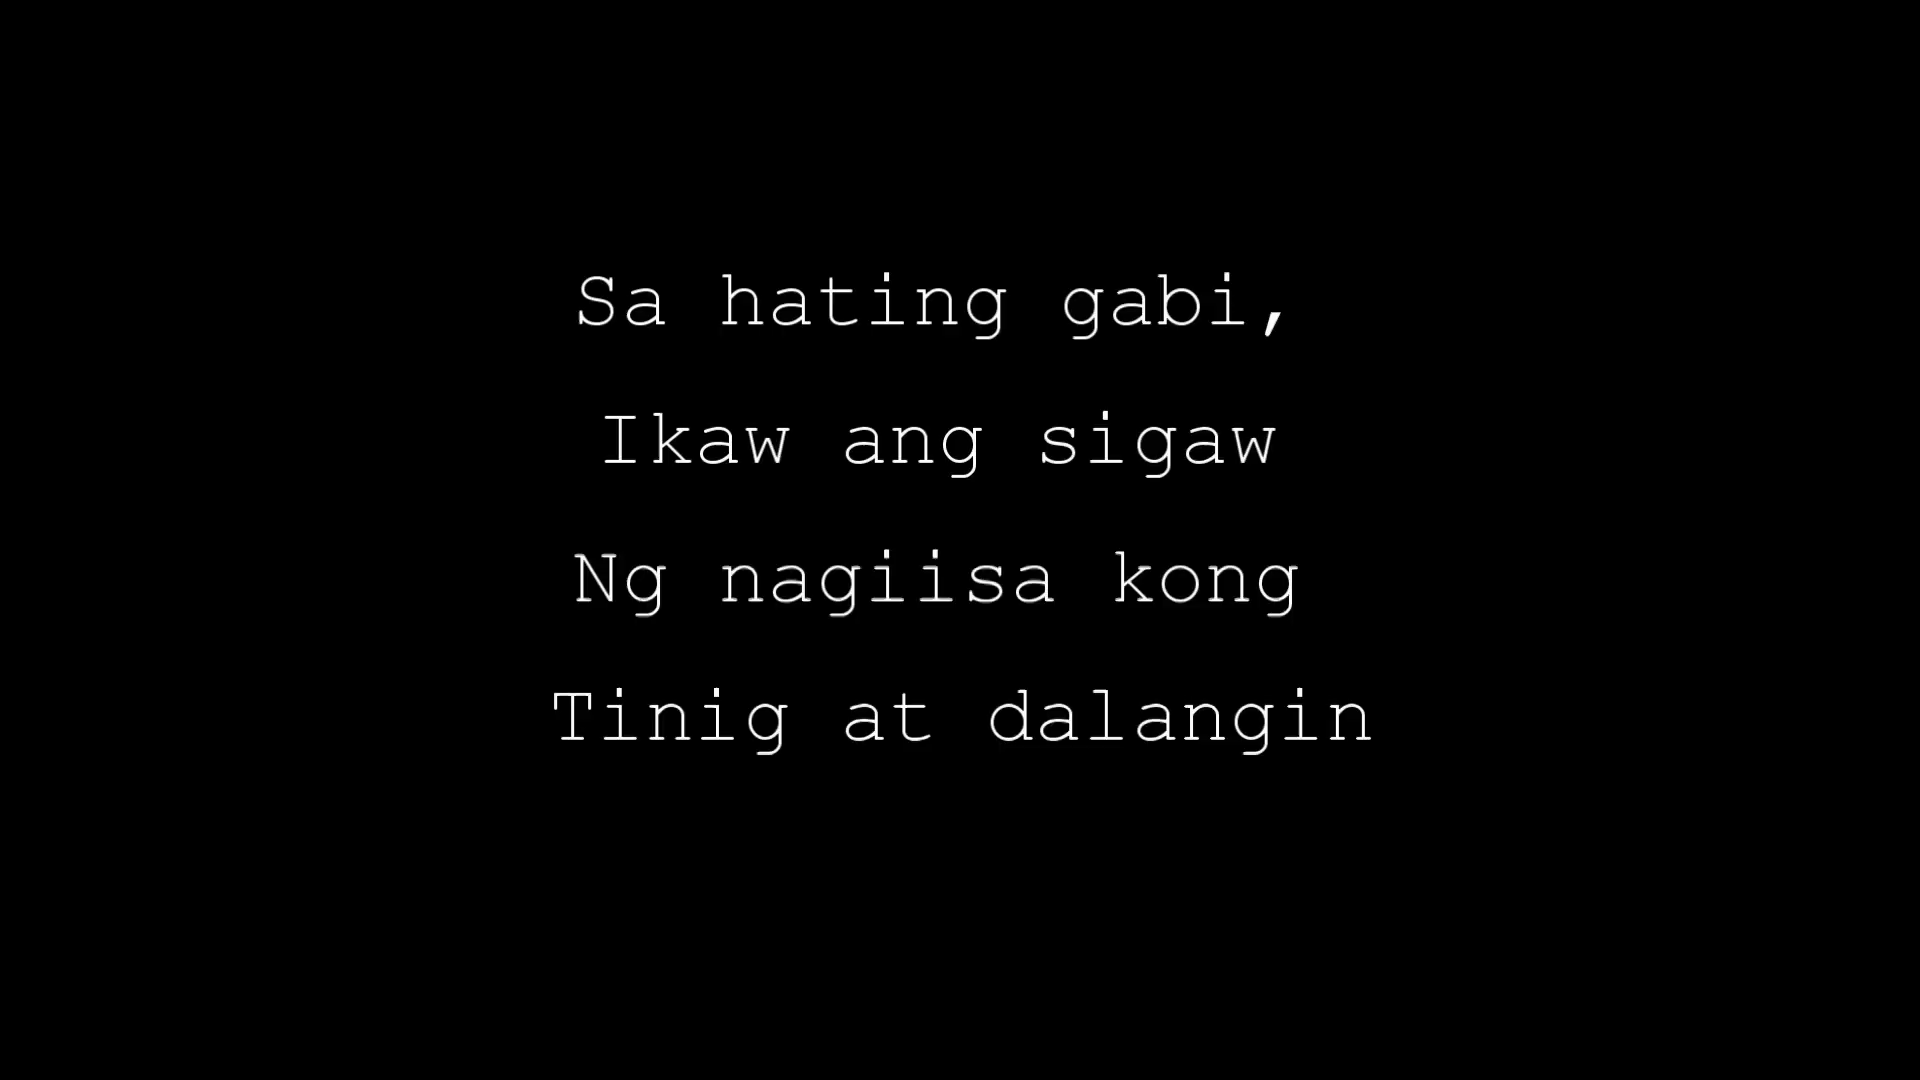 Sa hating gabi,
Ikaw ang sigaw
Ng nagiisa kong
Tinig at dalangin